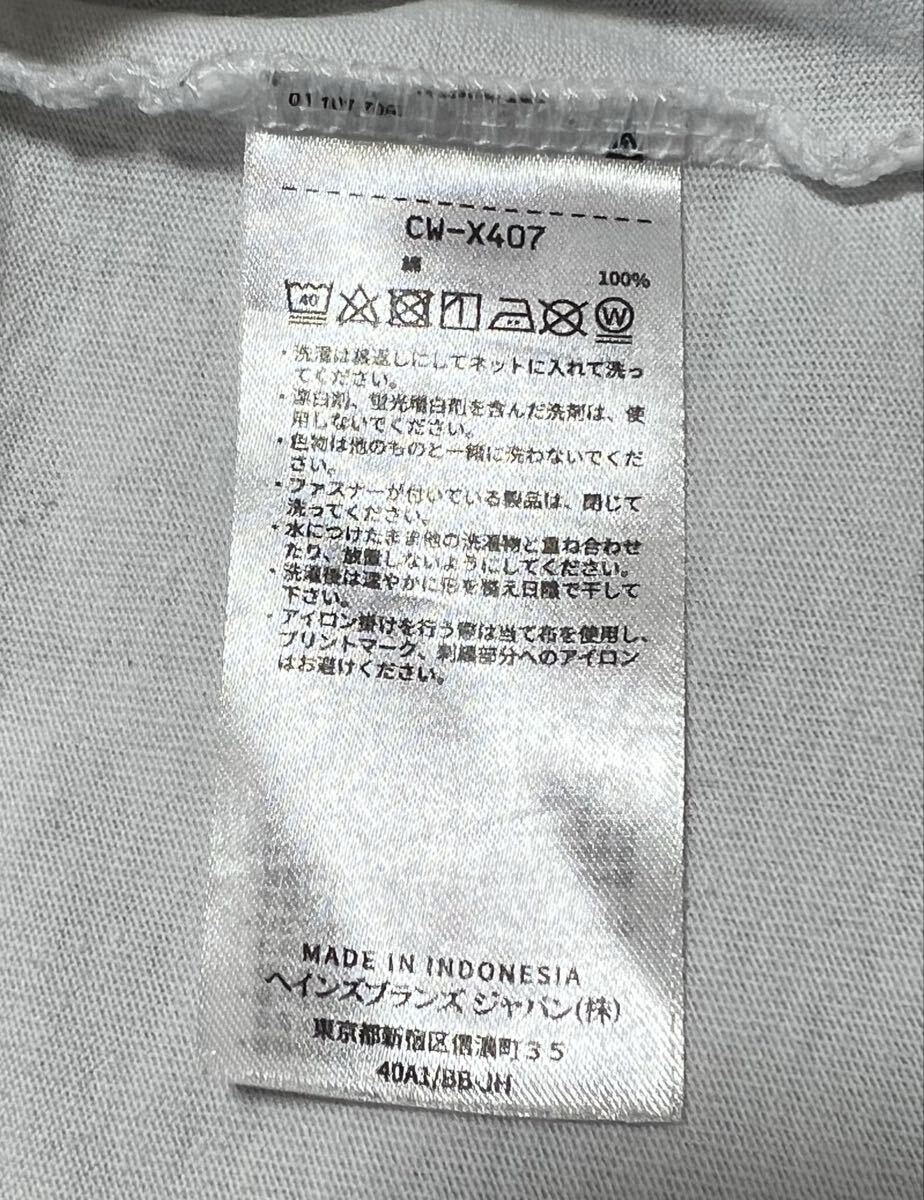 CW-X407
綿 100%
40
W
・洗濯は裏返しにしてネットに入れて洗っ
てください。
・漂白剤、蛍光増白剤を含んだ洗剤は、使
用しないでください。
・色物は他のものと一緒に洗わないでくだ
さい。
・ファスナーが付いている製品は、閉じて
洗ってください。
・水につけたまま他の洗濯物と重ね合わせ
たり、放置しないようにしてください。
・洗濯後は速やかに形を整え日陰で干して
下さい。
・アイロン掛けを行う際は当て布を使用し、
プリントマーク、刺繍部分へのアイロン
はお避けください。
MADE IN INDONESIA
ヘインズブランズ ジャパン(株)
東京都新宿区信濃町35
40A1/BB-JH